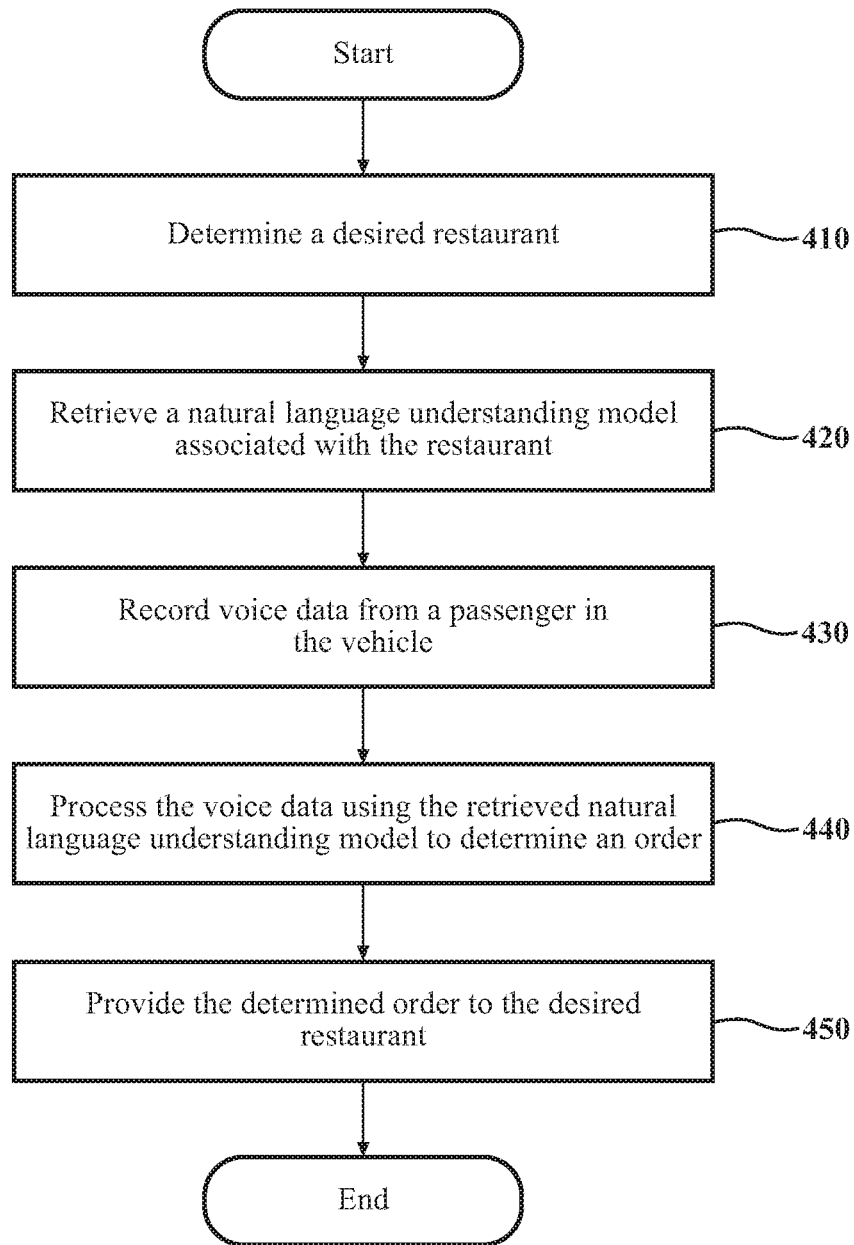 Start
Determine a desired restaurant
410
Retrieve a natural language understanding model
associated with the restaurant
420
Record voice data from a passenger in
the vehicle
430
Process the voice data using the retrieved natural
language understanding model to determine an order
440
Provide the determined order to the desired
restaurant
450
End